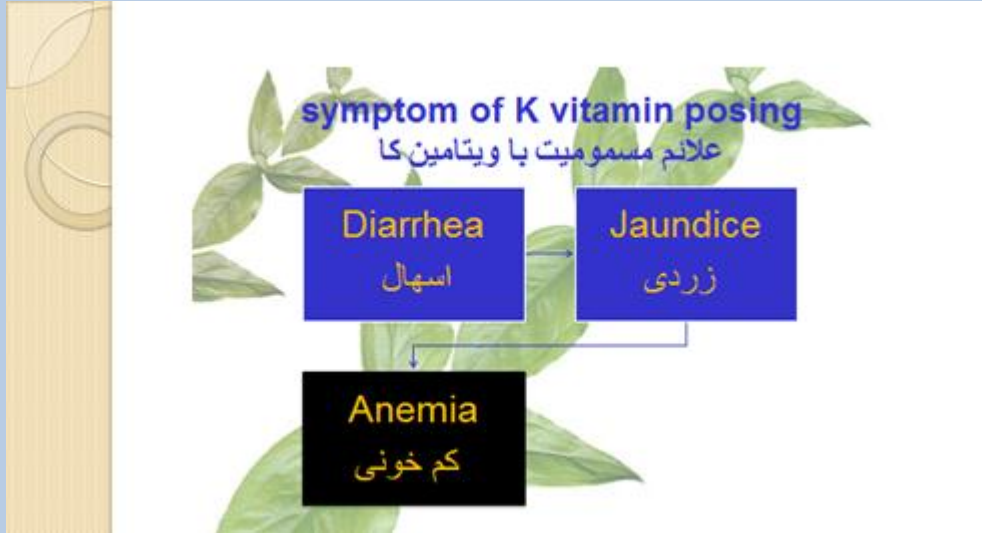 symptom of K vitamin posing
علائم مسمومیت با ویتامین کا
Diarrhea
اسهال
Jaundice
زردی
Anemia
کم خونی